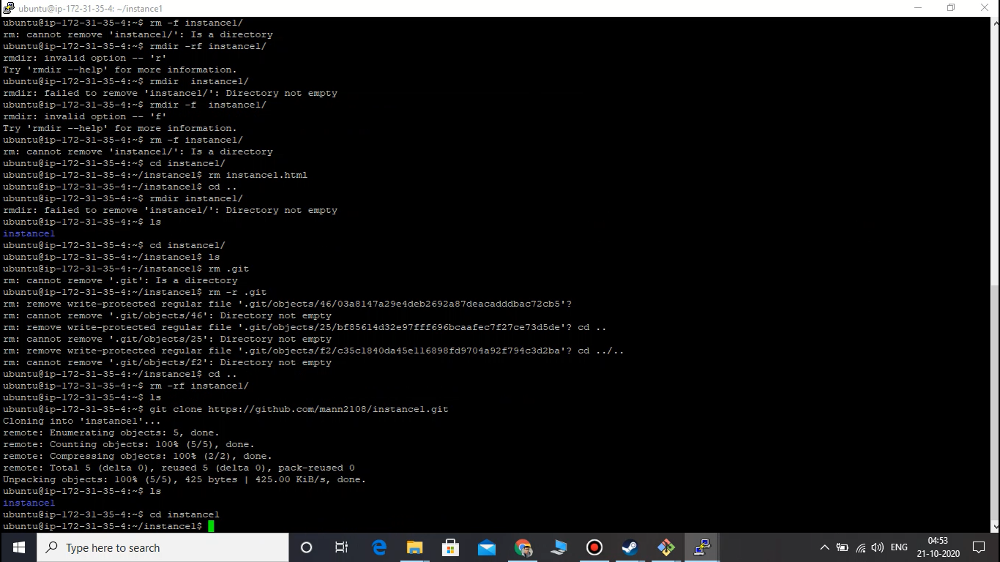 ubuntu@ip-172-31-35-4: ~/instance1
ubuntu@ip-172-31-35-4:~$ rm -f instance1/
rm: cannot remove 'instance1/': Is a directory
ubuntu@ip-172-31-35-4:~$ rmdir -rf instance1/
rmdir: invalid option -- 'r'
Try 'rmdir --help' for more information.
ubuntu@ip-172-31-35-4:~$ rmdir  instance1/
rmdir: failed to remove 'instance1/': Directory not empty
ubuntu@ip-172-31-35-4:~$ rmdir -f  instance1/
rmdir: invalid option -- 'f'
Try 'rmdir --help' for more information.
ubuntu@ip-172-31-35-4:~$ rm -f instance1/
rm: cannot remove 'instance1/': Is a directory
ubuntu@ip-172-31-35-4:~$ cd instance1/
ubuntu@ip-172-31-35-4:~/instance1$ rm instance1.html
ubuntu@ip-172-31-35-4:~/instance1$ cd ..
ubuntu@ip-172-31-35-4:~$ rmdir instance1/
rmdir: failed to remove 'instance1/': Directory not empty
ubuntu@ip-172-31-35-4:~$ ls
instance1
ubuntu@ip-172-31-35-4:~$ cd instance1/
ubuntu@ip-172-31-35-4:~/instance1$ ls
ubuntu@ip-172-31-35-4:~/instance1$ rm .git
rm: cannot remove '.git': Is a directory
ubuntu@ip-172-31-35-4:~/instance1$ rm -r .git
rm: remove write-protected regular file '.git/objects/46/03a8147a29e4deb2692a87deacadddbac72cb5'?
rm: cannot remove '.git/objects/46': Directory not empty
rm: remove write-protected regular file '.git/objects/25/bf85614d32e97fff696bcaafec7f27ce73d5de'? cd ..
rm: cannot remove '.git/objects/25': Directory not empty
rm: remove write-protected regular file '.git/objects/f2/c35c1840da45e116898fd9704a92f794c3d2ba'? cd ../..
rm: cannot remove '.git/objects/f2': Directory not empty
ubuntu@ip-172-31-35-4:~/instance1$ cd ..
ubuntu@ip-172-31-35-4:~$ rm -rf instance1/
ubuntu@ip-172-31-35-4:~$ ls
ubuntu@ip-172-31-35-4:~$ git clone https://github.com/mann2108/instance1.git
Cloning into 'instance1'...
remote: Enumerating objects: 5, done.
remote: Counting objects: 100% (5/5), done.
remote: Compressing objects: 100% (2/2), done.
remote: Total 5 (delta 0), reused 5 (delta 0), pack-reused 0
Unpacking objects: 100% (5/5), 425 bytes | 425.00 KiB/s, done.
ubuntu@ip-172-31-35-4:~$ ls
instance1
ubuntu@ip-172-31-35-4:~$ cd instance1
ubuntu@ip-172-31-35-4:~/instance1$
Type here to search
ENG
04:53
21-10-2020